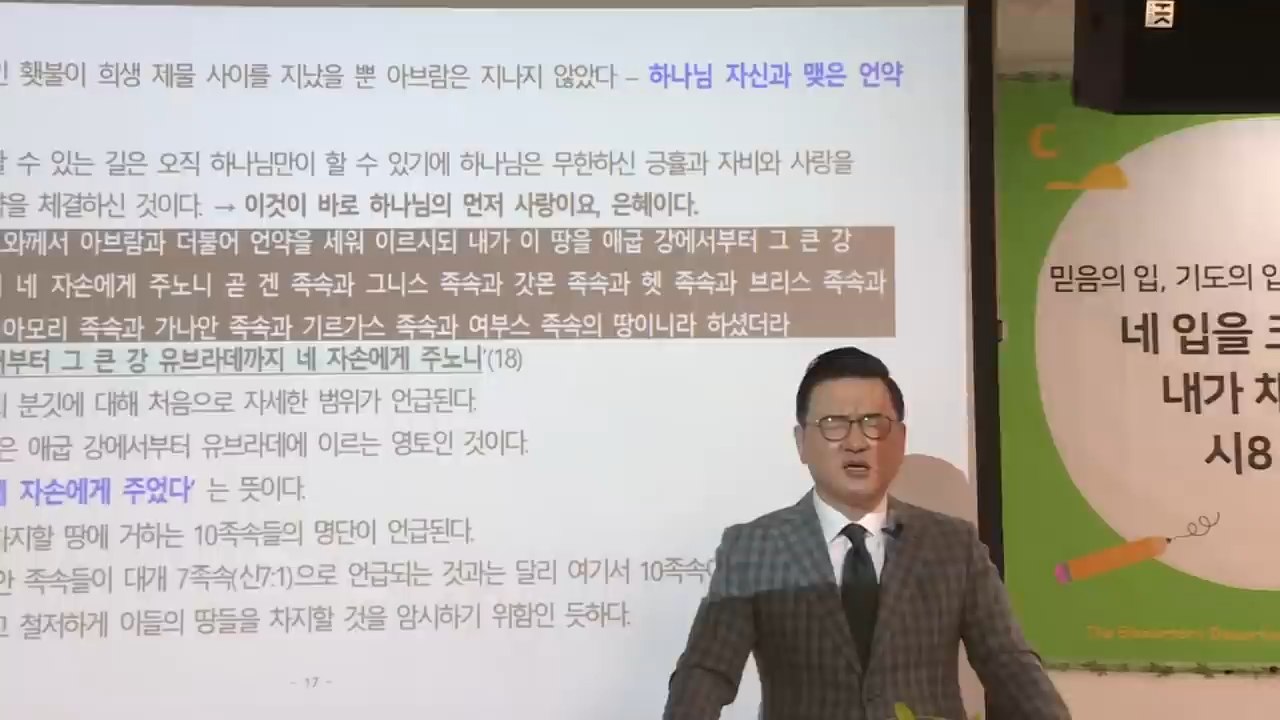 횃불이 희생 제물 사이를 지났을 뿐 아브람은 지나지 않았다 – 하나님 자신과 맺은 언약
수 있는 길은 오직 하나님만이 할 수 있기에 하나님은 무한하신 긍휼과 자비와 사랑을
체결하신 것이다. → 이것이 바로 하나님의 먼저 사랑이요, 은혜이다.
와께서 아브람과 더불어 언약을 세워 이르시되 내가 이 땅을 애굽 강에서부터 그 큰 강
네 자손에게 주노니 곧 겐 족속과 그니스 족속과 갓몬 족속과 헷 족속과 브리스 족속과
아모리 족속과 가나안 족속과 기르가스 족속과 여부스 족속의 땅이니라 하셨더라
부터 그 큰 강 유브라데까지 네 자손에게 주노니'(18)
분깃에 대해 처음으로 자세한 범위가 언급된다.
은 애굽 강에서부터 유브라데에 이르는 영토인 것이다.
자손에게 주었다' 는 뜻이다.
차지할 땅에 거하는 10족속들의 명단이 언급된다.
안 족속들이 대개 7족속(신7:1)으로 언급되는 것과는 달리 여기서 10족속
철저하게 이들의 땅들을 차지할 것을 암시하기 위함인 듯하다.
- 17 -
믿음의 입, 기도의 입
네 입을 크
내가 채
시8
The Elementary Departm